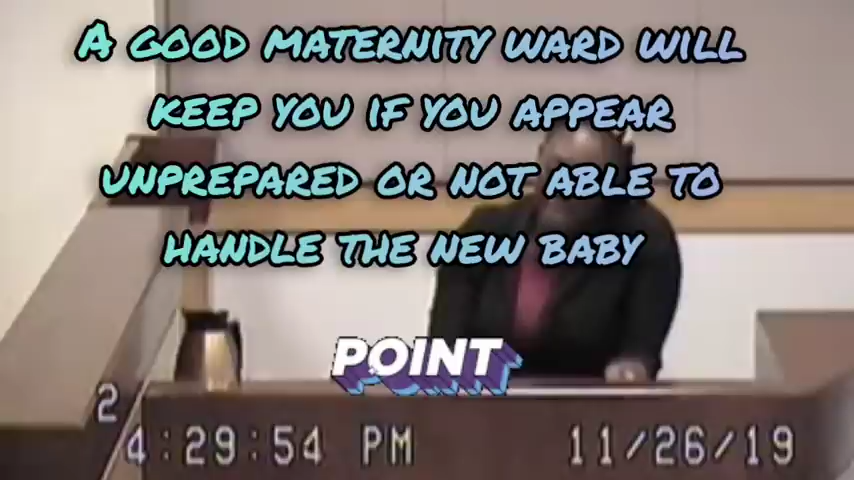 A GOOD MATERNITY WARD WILL
KEEP YOU IF YOU APPEAR
UNPREPARED OR NOT ABLE TO
HANDLE THE NEW BABY
POINT
2
4:29:54 PM 11/26/19